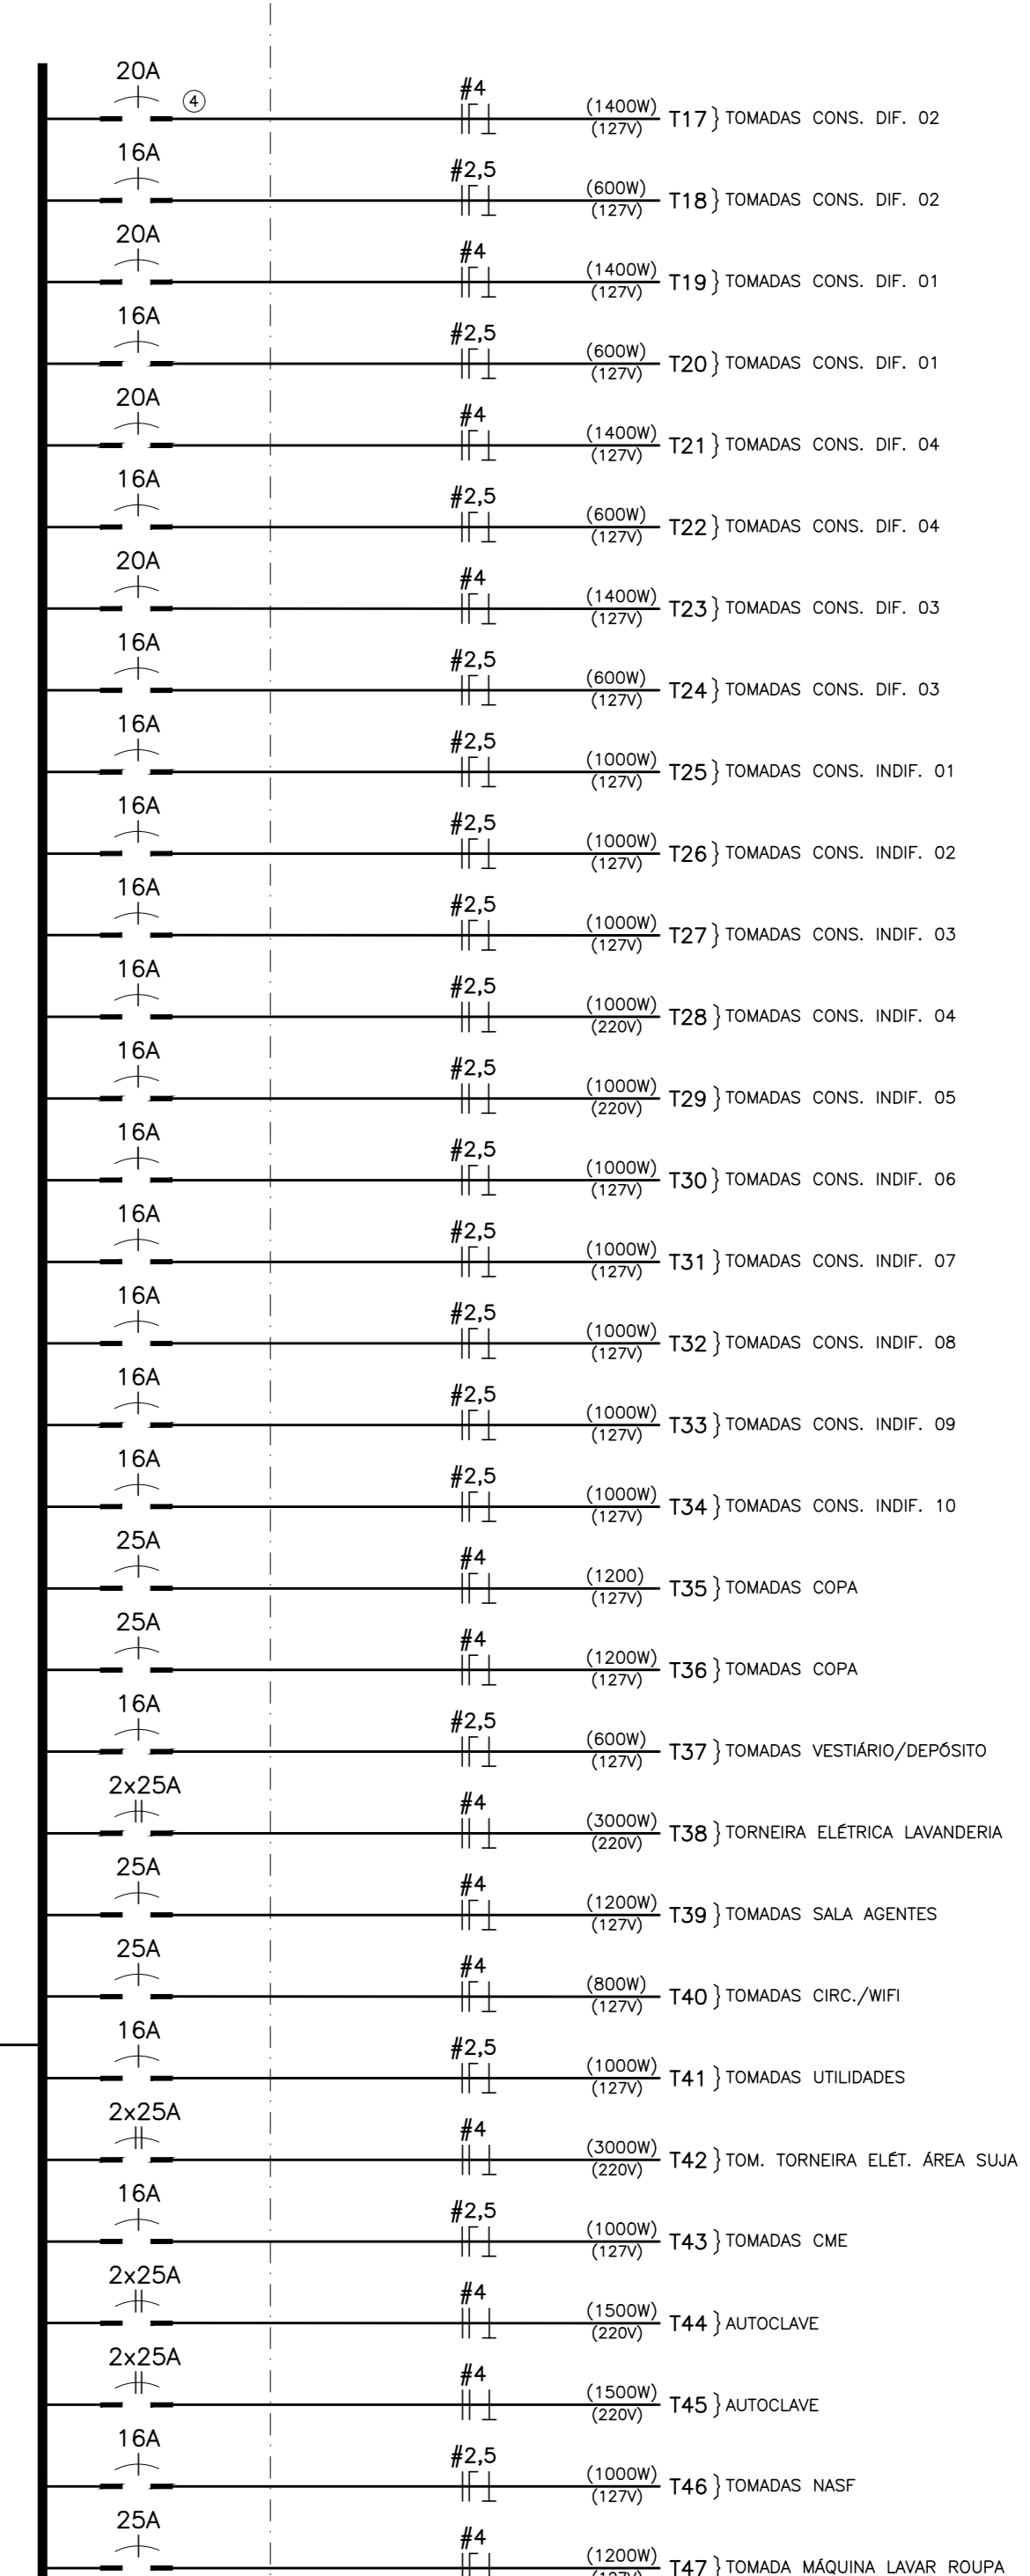 20A
④
#4
(1400W)
(127V)
T17 } TOMADAS CONS. DIF. 02
16A
#2,5
(600W)
(127V)
T18 } TOMADAS CONS. DIF. 02
20A
#4
(1400W)
(127V)
T19 } TOMADAS CONS. DIF. 01
16A
#2,5
(600W)
(127V)
T20 } TOMADAS CONS. DIF. 01
20A
#4
(1400W)
(127V)
T21 } TOMADAS CONS. DIF. 04
16A
#2,5
(600W)
(127V)
T22 } TOMADAS CONS. DIF. 04
20A
#4
(1400W)
(127V)
T23 } TOMADAS CONS. DIF. 03
16A
#2,5
(600W)
(127V)
T24 } TOMADAS CONS. DIF. 03
16A
#2,5
(1000W)
(127V)
T25 } TOMADAS CONS. INDIF. 01
16A
#2,5
(1000W)
(127V)
T26 } TOMADAS CONS. INDIF. 02
16A
#2,5
(1000W)
(127V)
T27 } TOMADAS CONS. INDIF. 03
16A
#2,5
(1000W)
(220V)
T28 } TOMADAS CONS. INDIF. 04
16A
#2,5
(1000W)
(220V)
T29 } TOMADAS CONS. INDIF. 05
16A
#2,5
(1000W)
(127V)
T30 } TOMADAS CONS. INDIF. 06
16A
#2,5
(1000W)
(127V)
T31 } TOMADAS CONS. INDIF. 07
16A
#2,5
(1000W)
(127V)
T32 } TOMADAS CONS. INDIF. 08
16A
#2,5
(1000W)
(127V)
T33 } TOMADAS CONS. INDIF. 09
16A
#2,5
(1000W)
(127V)
T34 } TOMADAS CONS. INDIF. 10
25A
#4
(1200)
(127V)
T35 } TOMADAS COPA
25A
#4
(1200W)
(127V)
T36 } TOMADAS COPA
16A
#2,5
(600W)
(127V)
T37 } TOMADAS VESTIÁRIO/DEPÓSITO
2x25A
#4
(3000W)
(220V)
T38 } TORNEIRA ELÉTRICA LAVANDERIA
25A
#4
(1200W)
(127V)
T39 } TOMADAS SALA AGENTES
25A
#4
(800W)
(127V)
T40 } TOMADAS CIRC./WIFI
16A
#2,5
(1000W)
(127V)
T41 } TOMADAS UTILIDADES
2x25A
#4
(3000W)
(220V)
T42 } TOM. TORNEIRA ELÉT. ÁREA SUJA
16A
#2,5
(1000W)
(127V)
T43 } TOMADAS CME
2x25A
#4
(1500W)
(220V)
T44 } AUTOCLAVE
2x25A
#4
(1500W)
(220V)
T45 } AUTOCLAVE
16A
#2,5
(1000W)
(127V)
T46 } TOMADAS NASF
25A
#4
(1200W)
(127V)
T47 } TOMADA MÁQUINA LAVAR ROUPA